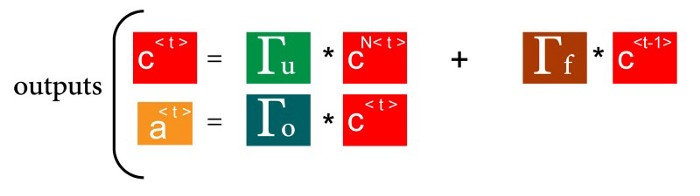 c<t> = Γu * cN<t> + Γf * c<t-1>
outputs
a<t> = Γo * c<t>